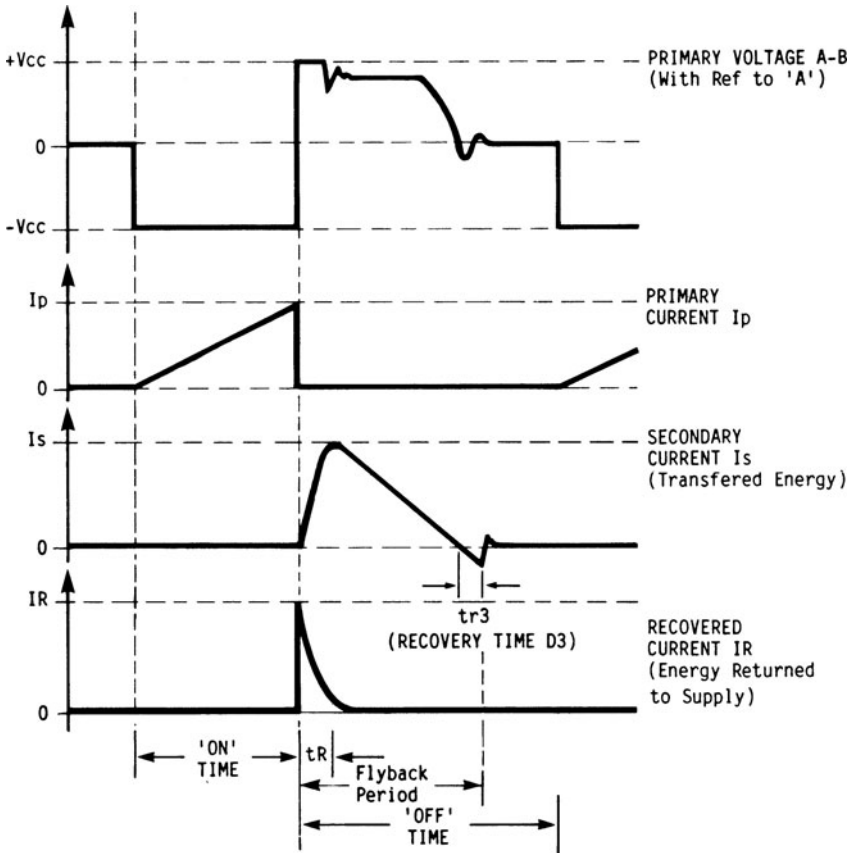 +Vcc
0
-Vcc
PRIMARY VOLTAGE A-B
(With Ref to 'A')
Ip
0
PRIMARY
CURRENT Ip
Is
0
SECONDARY
CURRENT Is
(Transfered Energy)
tr3
(RECOVERY TIME D3)
IR
0
RECOVERED
CURRENT IR
(Energy Returned
to Supply)
'ON'
TIME
tR
Flyback
Period
'OFF'
TIME